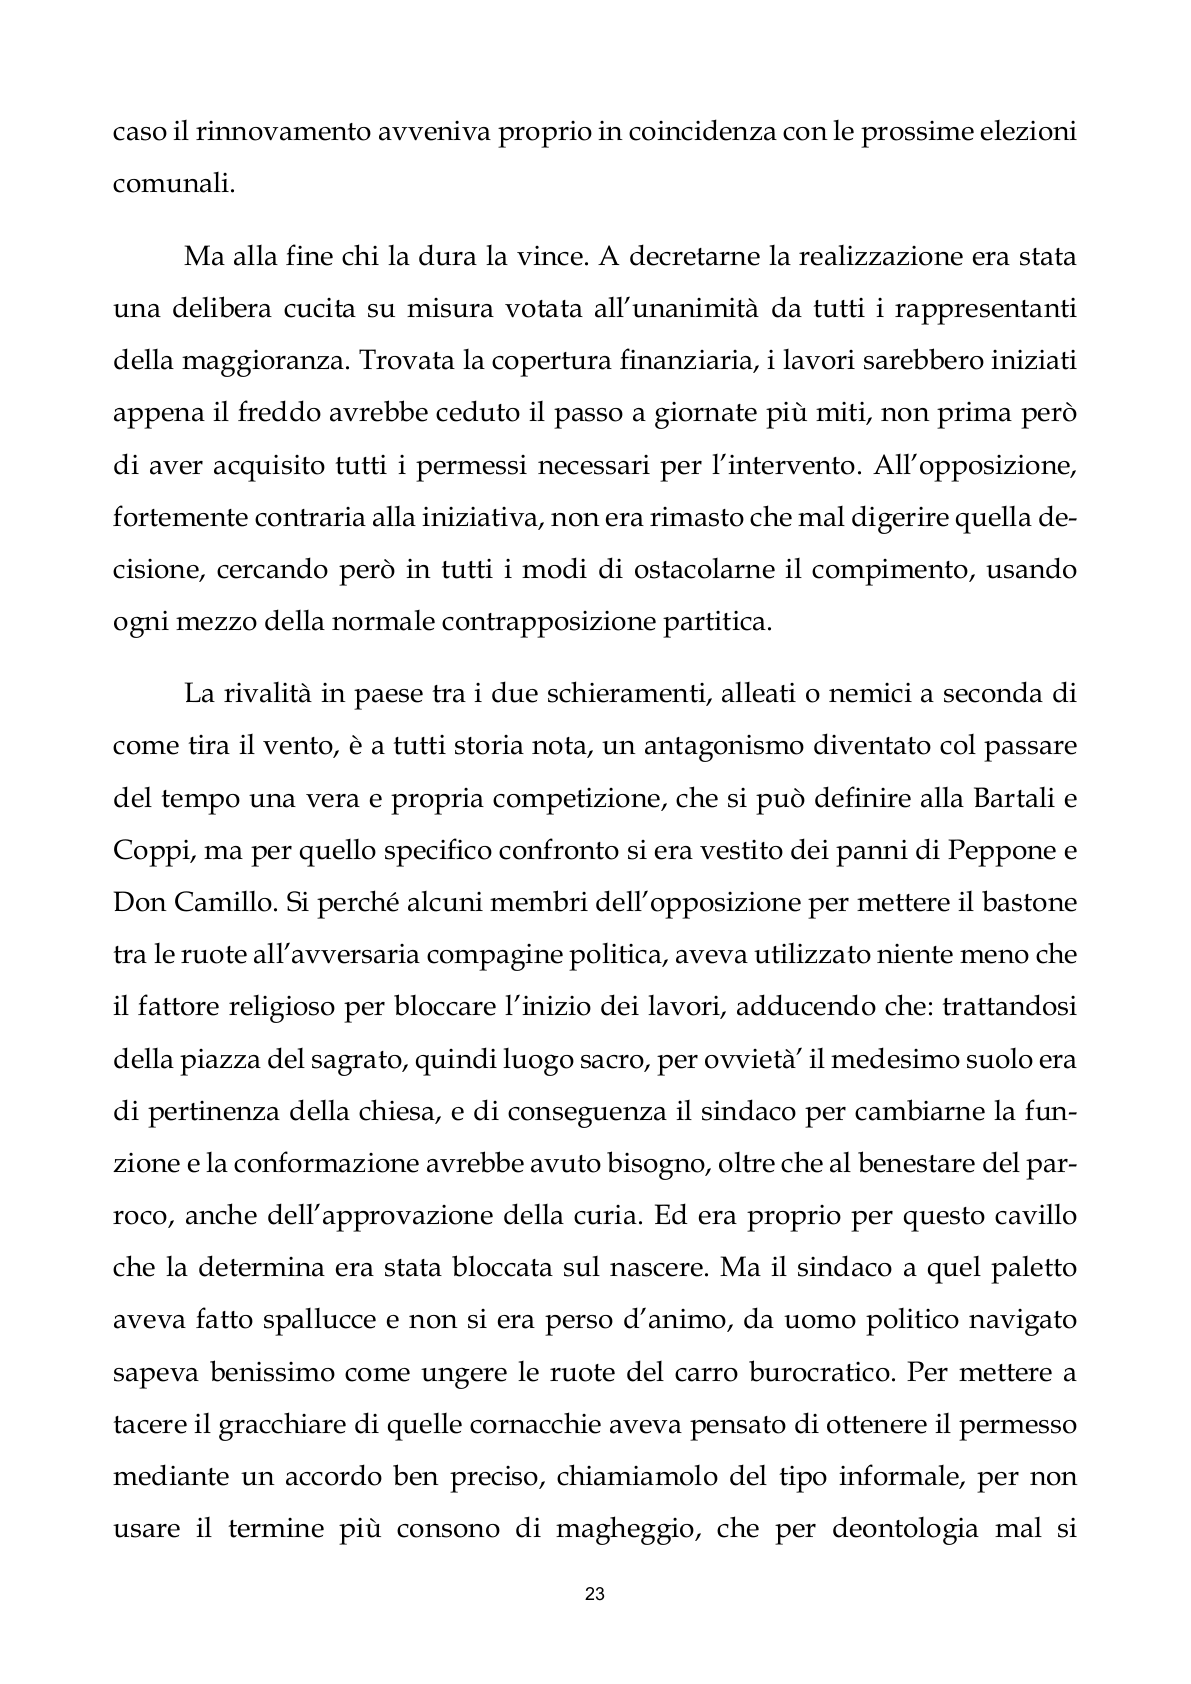 caso il rinnovamento avveniva proprio in coincidenza con le prossime elezioni
comunali.
Ma alla fine chi la dura la vince. A decretarne la realizzazione era stata
una delibera cucita su misura votata all’unanimità da tutti i rappresentanti
della maggioranza. Trovata la copertura finanziaria, i lavori sarebbero iniziati
appena il freddo avrebbe ceduto il passo a giornate più miti, non prima però
di aver acquisito tutti i permessi necessari per l’intervento. All’opposizione,
fortemente contraria alla iniziativa, non era rimasto che mal digerire quella de-
cisione, cercando però in tutti i modi di ostacolarne il compimento, usando
ogni mezzo della normale contrapposizione partitica.
La rivalità in paese tra i due schieramenti, alleati o nemici a seconda di
come tira il vento, è a tutti storia nota, un antagonismo diventato col passare
del tempo una vera e propria competizione, che si può definire alla Bartali e
Coppi, ma per quello specifico confronto si era vestito dei panni di Peppone e
Don Camillo. Si perché alcuni membri dell’opposizione per mettere il bastone
tra le ruote all’avversaria compagine politica, aveva utilizzato niente meno che
il fattore religioso per bloccare l’inizio dei lavori, adducendo che: trattandosi
della piazza del sagrato, quindi luogo sacro, per ovvietà’ il medesimo suolo era
di pertinenza della chiesa, e di conseguenza il sindaco per cambiarne la fun-
zione e la conformazione avrebbe avuto bisogno, oltre che al benestare del par-
roco, anche dell’approvazione della curia. Ed era proprio per questo cavillo
che la determina era stata bloccata sul nascere. Ma il sindaco a quel paletto
aveva fatto spallucce e non si era perso d’animo, da uomo politico navigato
sapeva benissimo come ungere le ruote del carro burocratico. Per mettere a
tacere il gracchiare di quelle cornacchie aveva pensato di ottenere il permesso
mediante un accordo ben preciso, chiamiamolo del tipo informale, per non
usare il termine più consono di magheggio, che per deontologia mal si
23